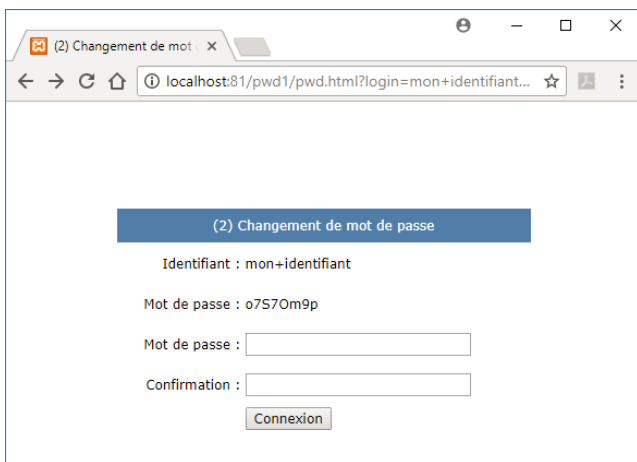 (2) Changement de mot
localhost:81/pwd1/pwd.html?login=mon+identifiant...
(2) Changement de mot de passe
Identifiant : mon+identifiant
Mot de passe : o7S7Om9p
Mot de passe :
Confirmation :
Connexion